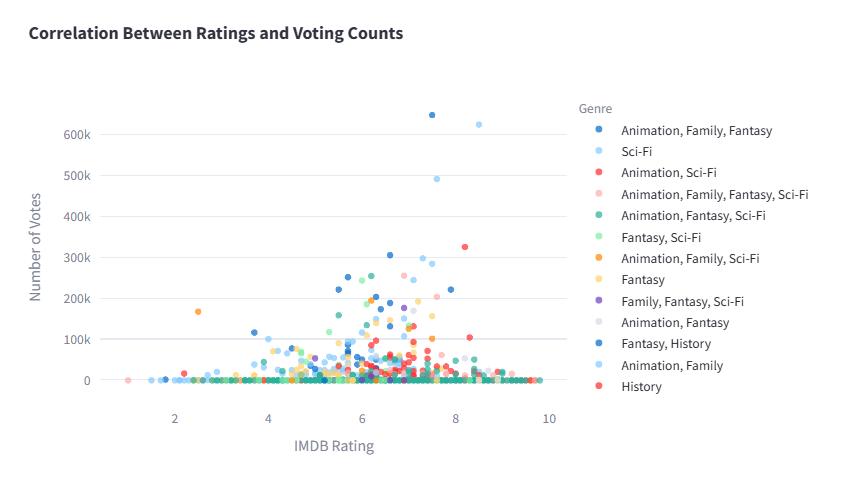 Correlation Between Ratings and Voting Counts
Genre
Animation, Family, Fantasy
Sci-Fi
Animation, Sci-Fi
Animation, Family, Fantasy, Sci-Fi
Animation, Fantasy, Sci-Fi
Fantasy, Sci-Fi
Animation, Family, Sci-Fi
Fantasy
Family, Fantasy, Sci-Fi
Animation, Fantasy
Fantasy, History
Animation, Family
History
Number of Votes
600k
500k
400k
300k
200k
100k
0
2 4 6 8 10
IMDB Rating